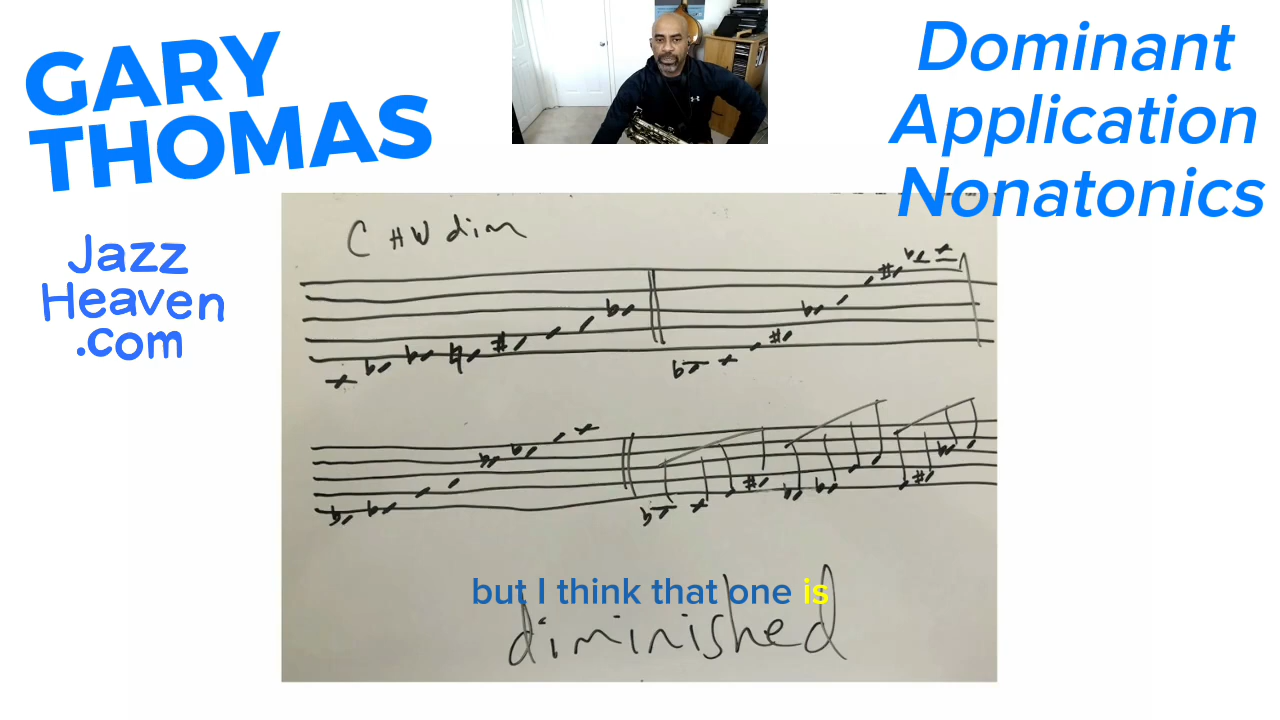 GARY
THOMAS
Jazz
Heaven
.com
Dominant
Application
Nonatonics
C HW dim
but I think that one is
diminished